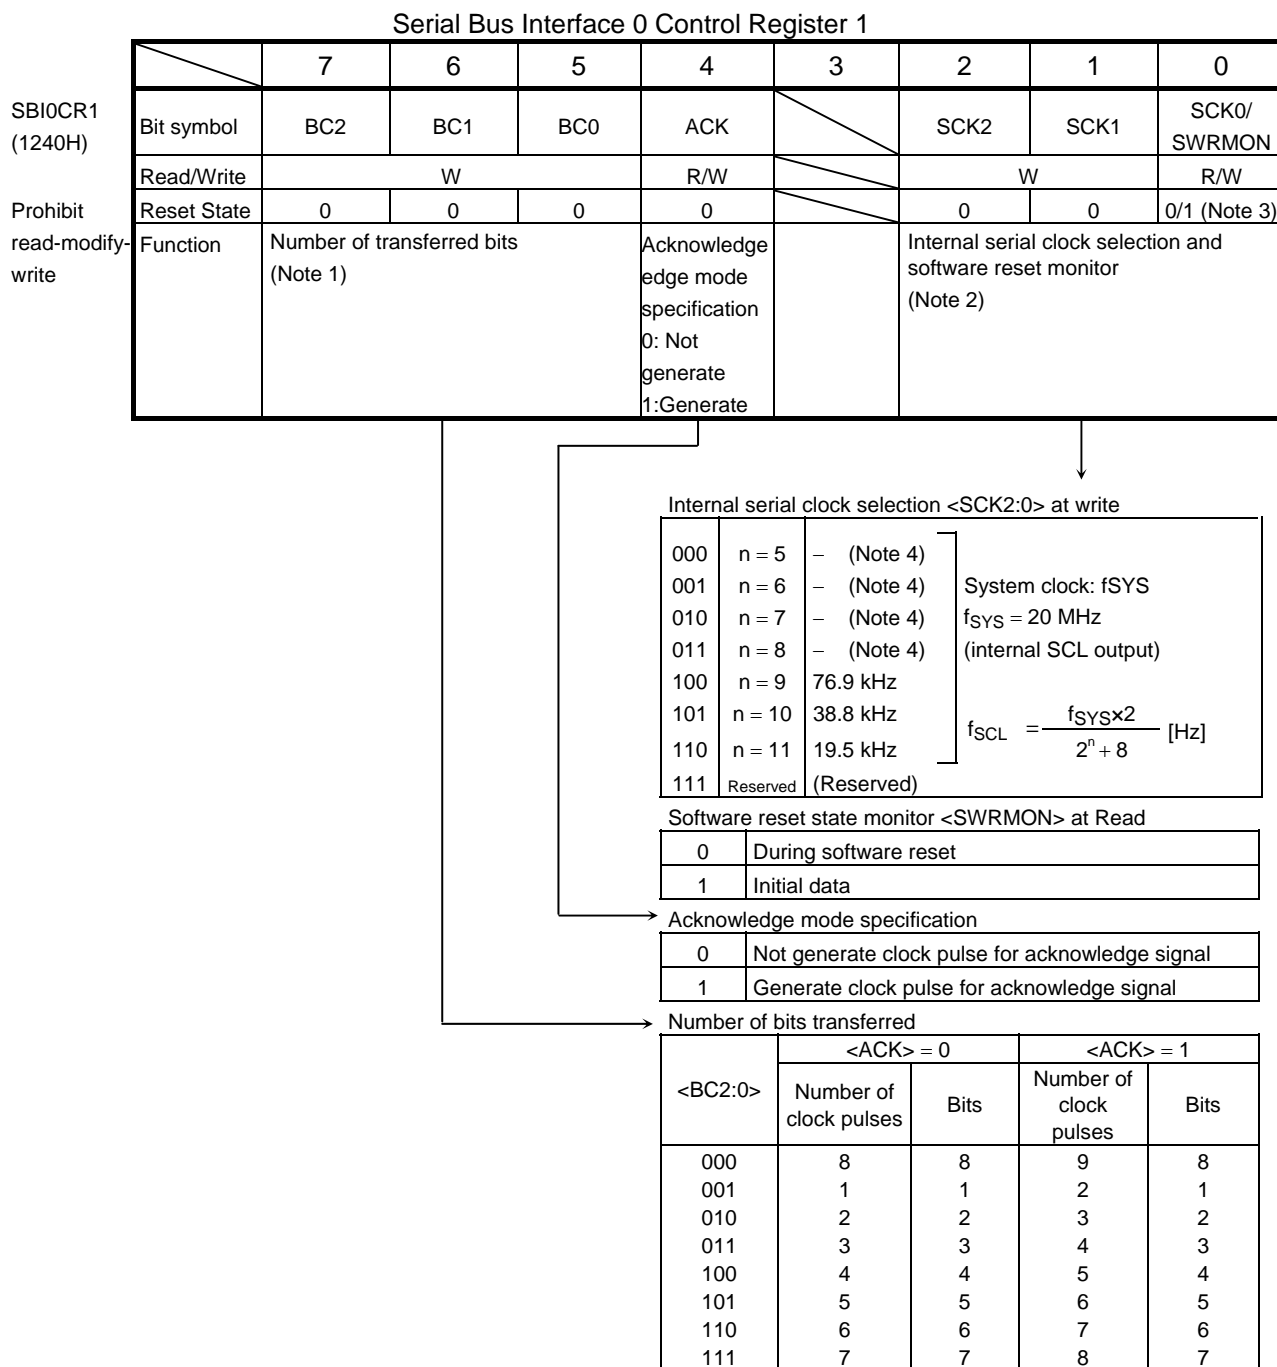 Serial Bus Interface 0 Control Register 1
7 6 5 4 3 2 1 0
SBI0CR1
(1240H)
Bit symbol BC2 BC1 BC0 ACK SCK2 SCK1 SCK0/
SWRMON
Read/Write W R/W W R/W
Prohibit
read-modify-
write
Reset State 0 0 0 0 0 0 0/1 (Note 3)
Function
Number of transferred bits
(Note 1)
Acknowledge
edge mode
specification
0: Not
generate
1:Generate
Internal serial clock selection and
software reset monitor
(Note 2)
Internal serial clock selection <SCK2:0> at write
000 n = 5 – (Note 4)
001 n = 6 – (Note 4)
010 n = 7 – (Note 4)
011 n = 8 – (Note 4)
100 n = 9 76.9 kHz
101 n = 10 38.8 kHz
110 n = 11 19.5 kHz
111 Reserved (Reserved)
System clock: fSYS
fSYS = 20 MHz
(internal SCL output)
fSCL = fSYS×2 / 2^n + 8 [Hz]
Software reset state monitor <SWRMON> at Read
0 During software reset
1 Initial data
Acknowledge mode specification
0 Not generate clock pulse for acknowledge signal
1 Generate clock pulse for acknowledge signal
Number of bits transferred
<BC2:0>
<ACK> = 0 <ACK> = 1
Number of
clock pulses
Bits
Number of
clock
pulses
Bits
000 8 8 9 8
001 1 1 2 1
010 2 2 3 2
011 3 3 4 3
100 4 4 5 4
101 5 5 6 5
110 6 6 7 6
111 7 7 8 7